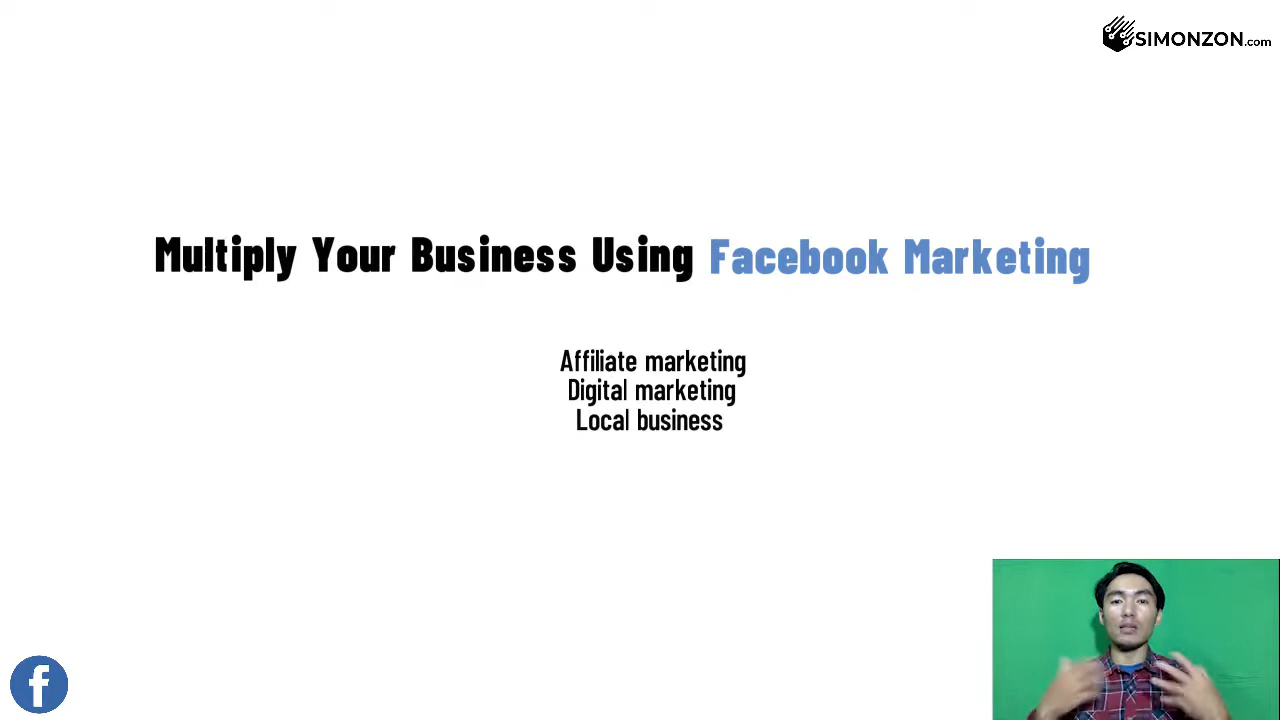 SIMONZON.com
Multiply Your Business Using Facebook Marketing
Affiliate marketing
Digital marketing
Local business
f